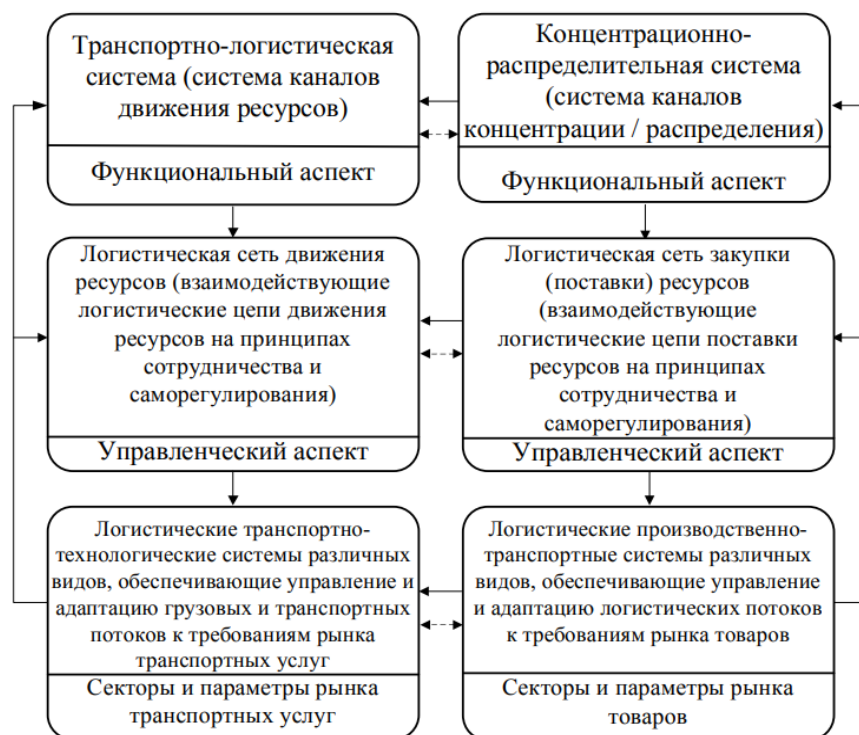 Транспортно-логистическая
система (система каналов
движения ресурсов)
Функциональный аспект
Концентрационно-
распределительная система
(система каналов
концентрации / распределения)
Функциональный аспект
Логистическая сеть движения
ресурсов (взаимодействующие
логистические цепи движения
ресурсов на принципах
сотрудничества и
саморегулирования)
Управленческий аспект
Логистическая сеть закупки
(поставки) ресурсов
(взаимодействующие
логистические цепи поставки
ресурсов на принципах
сотрудничества и
саморегулирования)
Управленческий аспект
Логистические транспортно-
технологические системы различных
видов, обеспечивающие управление и
адаптацию грузовых и транспортных
потоков к требованиям рынка
транспортных услуг
Секторы и параметры рынка
транспортных услуг
Логистические производственно-
транспортные системы различных
видов, обеспечивающие управление
и адаптацию логистических потоков
к требованиям рынка товаров
Секторы и параметры рынка
товаров